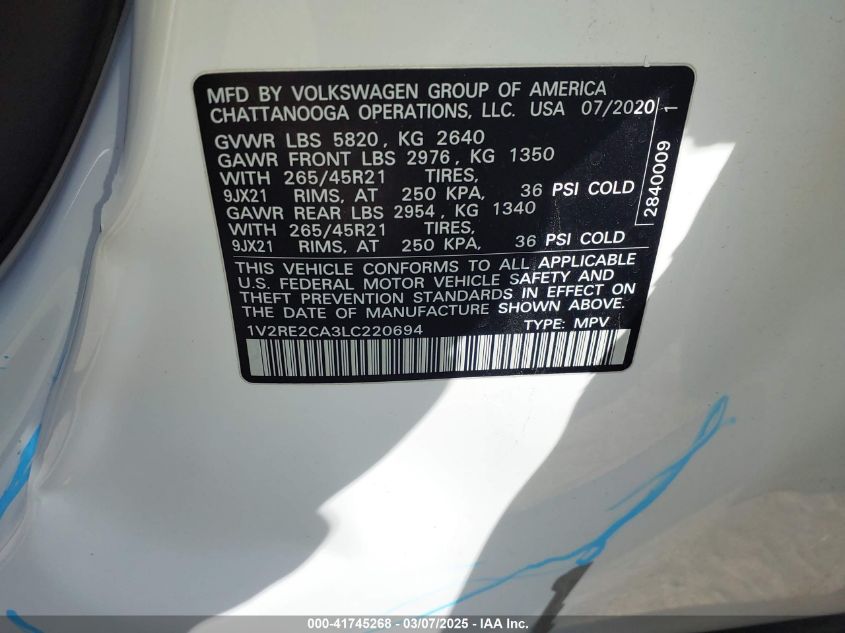 MFD BY VOLKSWAGEN GROUP OF AMERICA
CHATTANOOGA OPERATIONS, LLC. USA 07/2020
GVWR LBS 5820, KG 2640
GAWR FRONT LBS 2976, KG 1350
WITH 265/45R21 TIRES,
9JX21 RIMS, AT 250 KPA, 36 PSI COLD
GAWR REAR LBS 2954, KG 1340
WITH 265/45R21 TIRES,
9JX21 RIMS, AT 250 KPA, 36 PSI COLD
THIS VEHICLE CONFORMS TO ALL APPLICABLE
U.S. FEDERAL MOTOR VEHICLE SAFETY AND
THEFT PREVENTION STANDARDS IN EFFECT ON
THE DATE OF MANUFACTURE SHOWN ABOVE.
1V2RE2CA3LC220694 TYPE: MPV
2840009 1
000-41745268 - 03/07/2025 - IAA Inc.